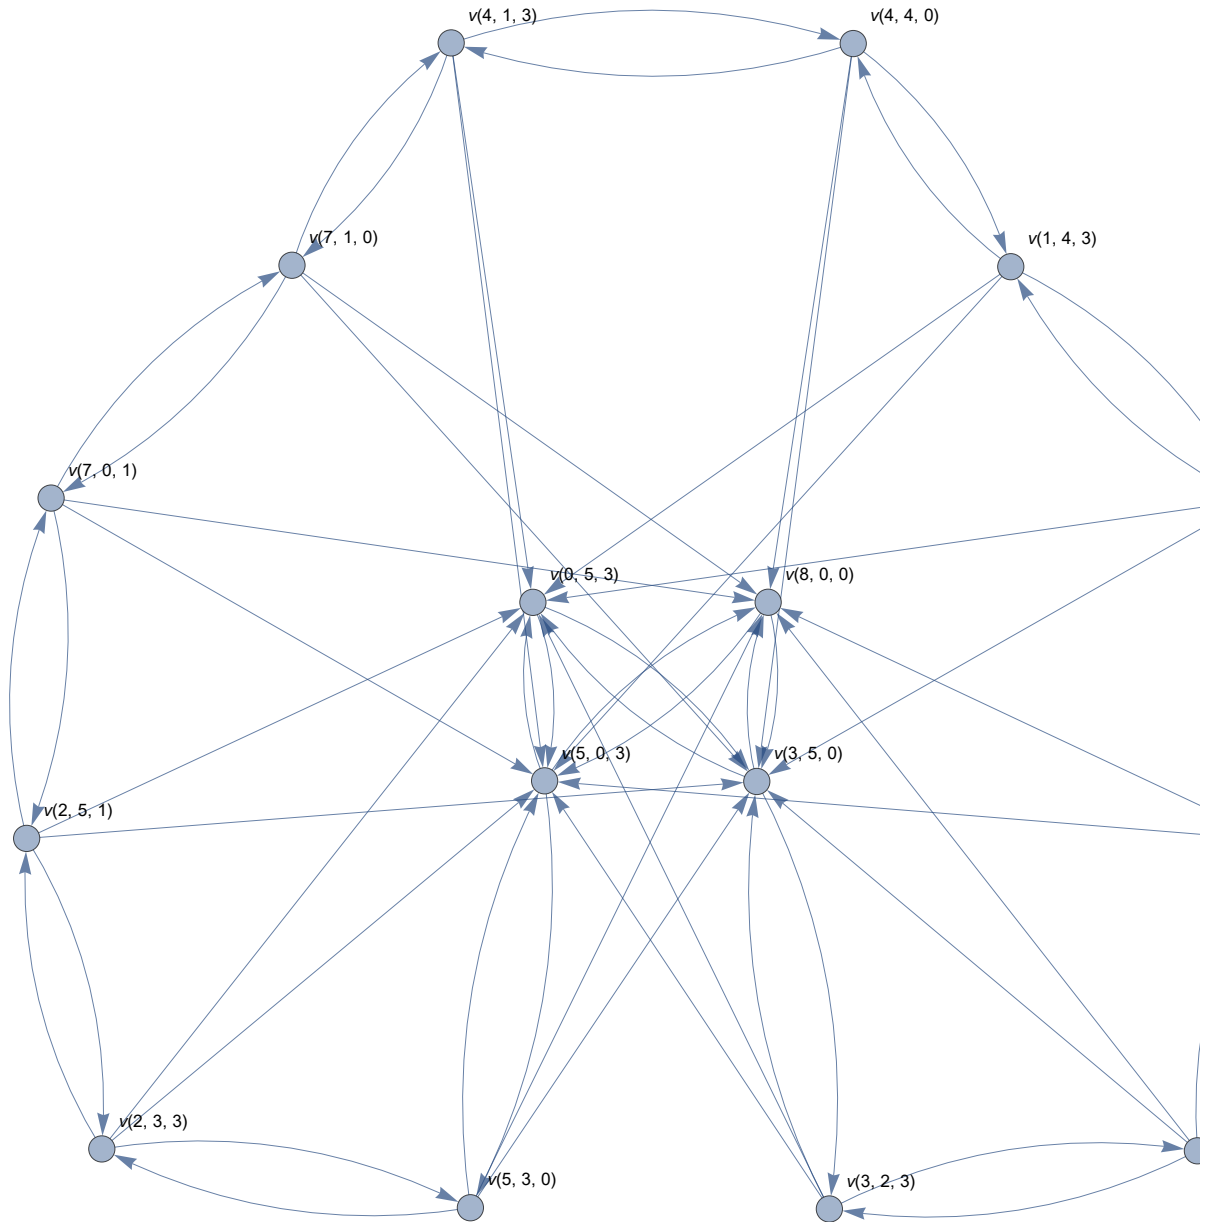 v(4, 1, 3)
v(4, 4, 0)
v(7, 1, 0)
v(1, 4, 3)
v(7, 0, 1)
v(0, 5, 3)
v(8, 0, 0)
v(5, 0, 3)
v(3, 5, 0)
v(2, 5, 1)
v(2, 3, 3)
v(5, 3, 0)
v(3, 2, 3)